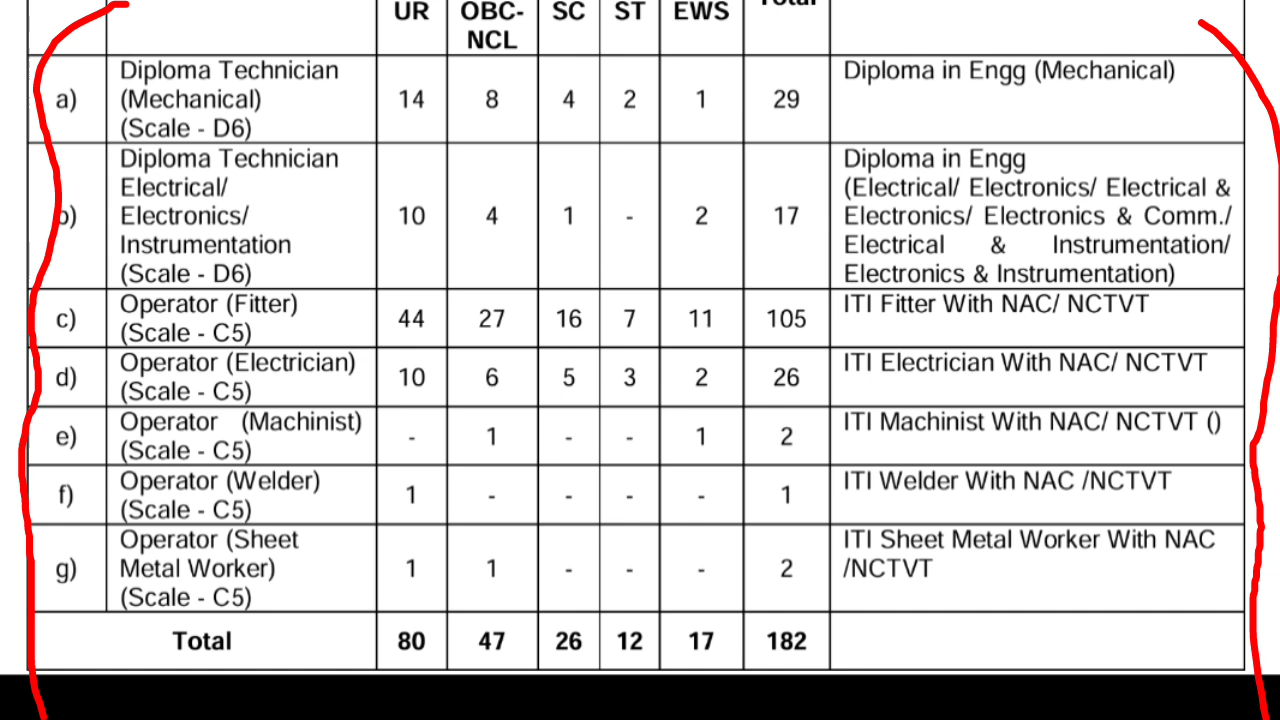 Total
UR OBC-NCL SC ST EWS
a) Diploma Technician (Mechanical) (Scale - D6) 14 8 4 2 1 29 Diploma in Engg (Mechanical)
b) Diploma Technician Electrical/ Electronics/ Instrumentation (Scale - D6) 10 4 1 - 2 17 Diploma in Engg (Electrical/ Electronics/ Electrical & Electronics/ Electronics & Comm./ Electrical & Instrumentation/ Electronics & Instrumentation)
c) Operator (Fitter) (Scale - C5) 44 27 16 7 11 105 ITI Fitter With NAC/ NCTVT
d) Operator (Electrician) (Scale - C5) 10 6 5 3 2 26 ITI Electrician With NAC/ NCTVT
e) Operator (Machinist) (Scale - C5) - 1 - - 1 2 ITI Machinist With NAC/ NCTVT ()
f) Operator (Welder) (Scale - C5) 1 - - - - 1 ITI Welder With NAC /NCTVT
g) Operator (Sheet Metal Worker) (Scale - C5) 1 1 - - - 2 ITI Sheet Metal Worker With NAC /NCTVT
Total 80 47 26 12 17 182